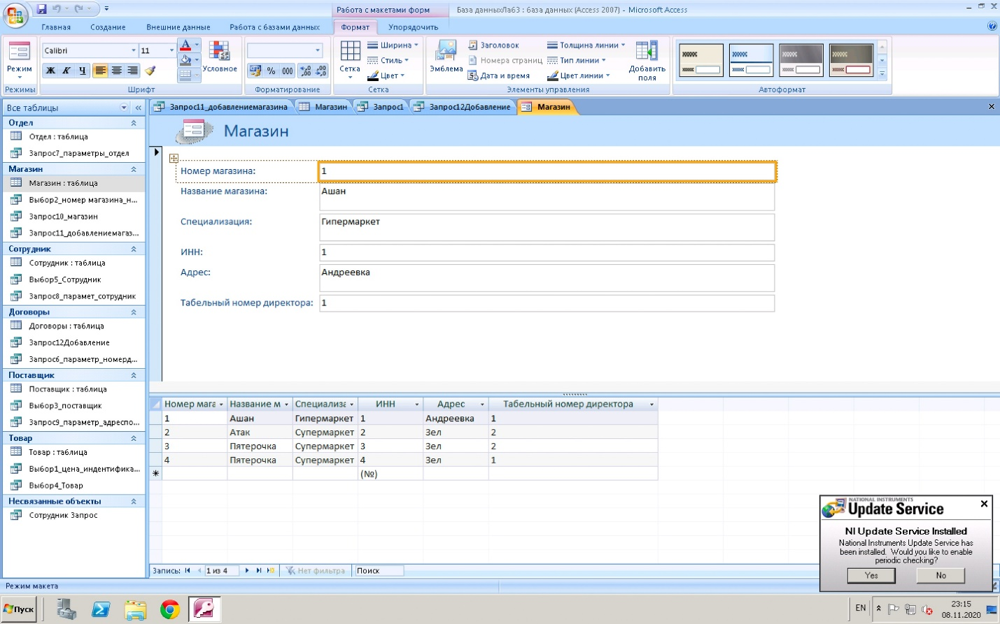 Работа с макетами форм
База данныхЛаб3 : база данных (Access 2007) - Microsoft Access
Главная Создание Внешние данные Работа с базами данных Формат Упорядочить
Режим
Режимы
Calibri 11
Ж К Ч
Условное
Шрифт
% 000
Форматирование
Сетка
Ширина
Стиль
Цвет
Сетка
Эмблема
Заголовок
Номера страниц
Дата и время
Толщина линии
Тип линии
Цвет линии
Добавить
поля
Элементы управления
Автоформат
Все таблицы
Отдел
Отдел : таблица
Запрос7_параметры_отдел
Магазин
Магазин : таблица
Выбор2_номер магазина_н...
Запрос10_магазин
Запрос11_добавлениемагаз...
Сотрудник
Сотрудник : таблица
Выбор5_Сотрудник
Запрос8_парамет_сотрудник
Договоры
Договоры : таблица
Запрос12Добавление
Запрос6_параметр_номерд...
Поставщик
Поставщик : таблица
Выбор3_поставщик
Запрос9_параметр_адреспо...
Товар
Товар : таблица
Выбор1_цена_индентифика...
Выбор4_Товар
Несвязанные объекты
Сотрудник Запрос
Запрос11_добавлениемагазина Магазин Запрос1 Запрос12Добавление Магазин
Магазин
Номер магазина: 1
Название магазина: Ашан
Специализация: Гипермаркет
ИНН: 1
Адрес: Андреевка
Табельный номер директора: 1
Номер мага Название м Специализа ИНН Адрес Табельный номер директора
1 Ашан Гипермаркет 1 Андреевка 1
2 Атак Супермаркет 2 Зел 2
3 Пятерочка Супермаркет 3 Зел 2
4 Пятерочка Супермаркет 4 Зел 1
(№)
Запись: 1 из 4 Нет фильтра Поиск
NATIONAL INSTRUMENTS
Update Service
NI Update Service Installed
National Instruments Update Service has
been installed. Would you like to enable
periodic checking?
Yes No
Режим макета
Пуск
EN
23:15
08.11.2020